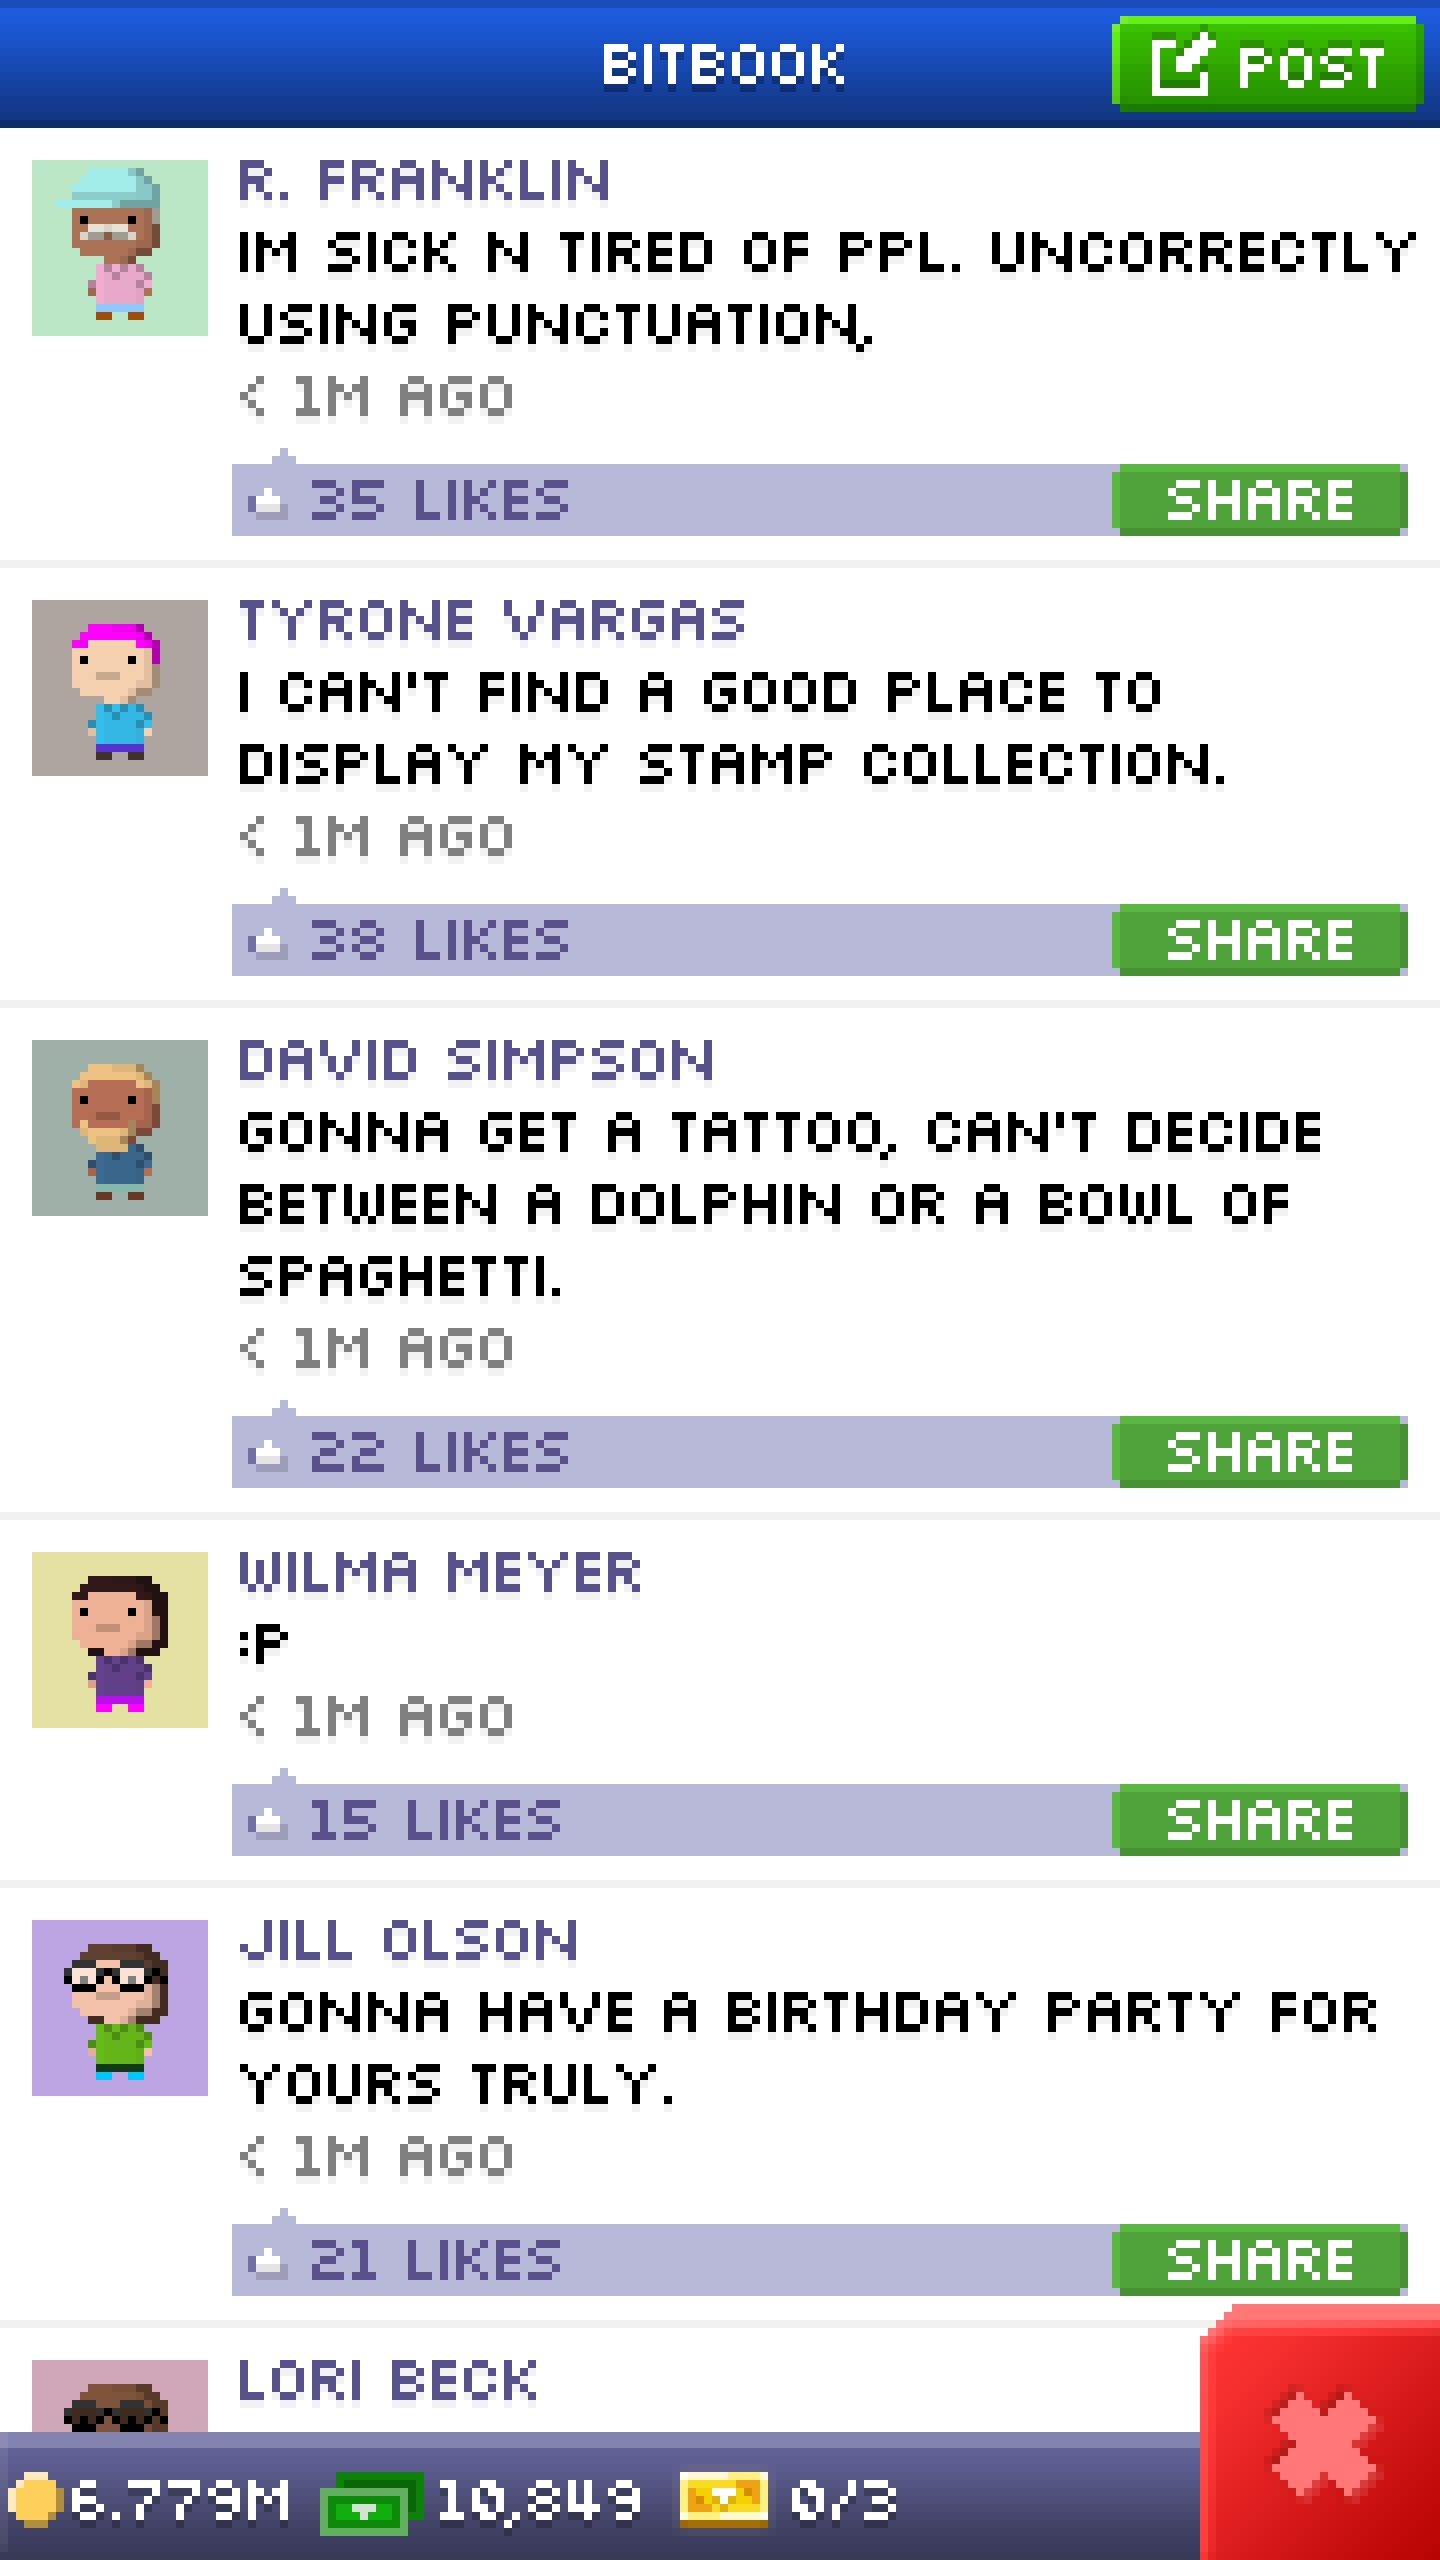 BITBOOK
POST
R. FRANKLIN
IM SICK N TIRED OF PPL. UNCORRECTLY
USING PUNCTUATION,
< 1M AGO
35 LIKES
SHARE
TYRONE VARGAS
I CAN'T FIND A GOOD PLACE TO
DISPLAY MY STAMP COLLECTION.
< 1M AGO
38 LIKES
SHARE
DAVID SIMPSON
GONNA GET A TATTOO, CAN'T DECIDE
BETWEEN A DOLPHIN OR A BOWL OF
SPAGHETTI.
< 1M AGO
22 LIKES
SHARE
WILMA MEYER
:P
< 1M AGO
15 LIKES
SHARE
JILL OLSON
GONNA HAVE A BIRTHDAY PARTY FOR
YOURS TRULY.
< 1M AGO
21 LIKES
SHARE
LORI BECK
6.779M 10,849 0/3